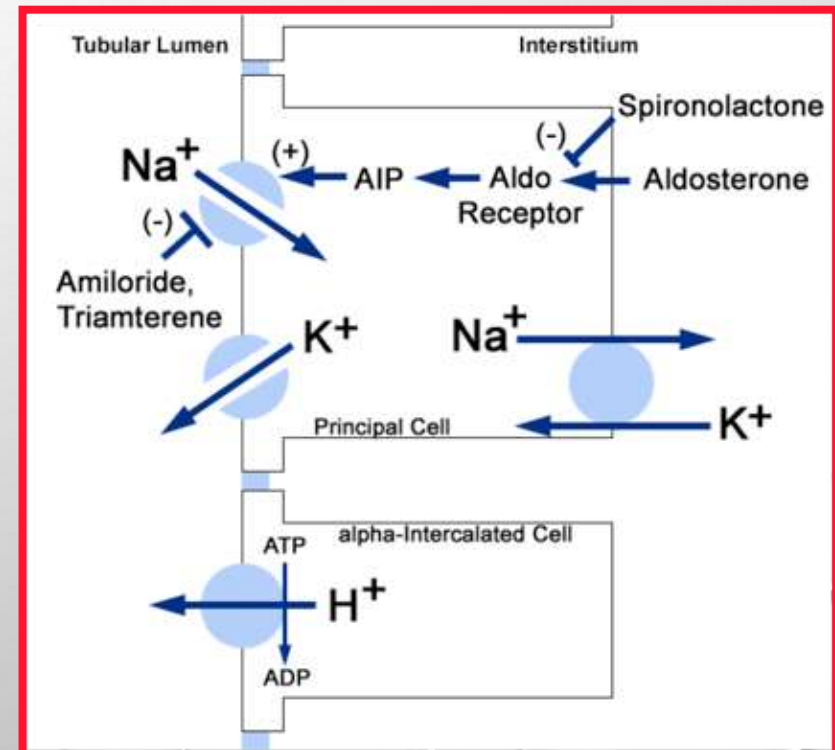 Tubular Lumen
Interstitium
Spironolactone
(-)
Na+
(+)
AIP
Aldo
Receptor
Aldosterone
(-)
Amiloride,
Triamterene
K+
Na+
K+
Principal Cell
alpha-Intercalated Cell
ATP
H+
ADP